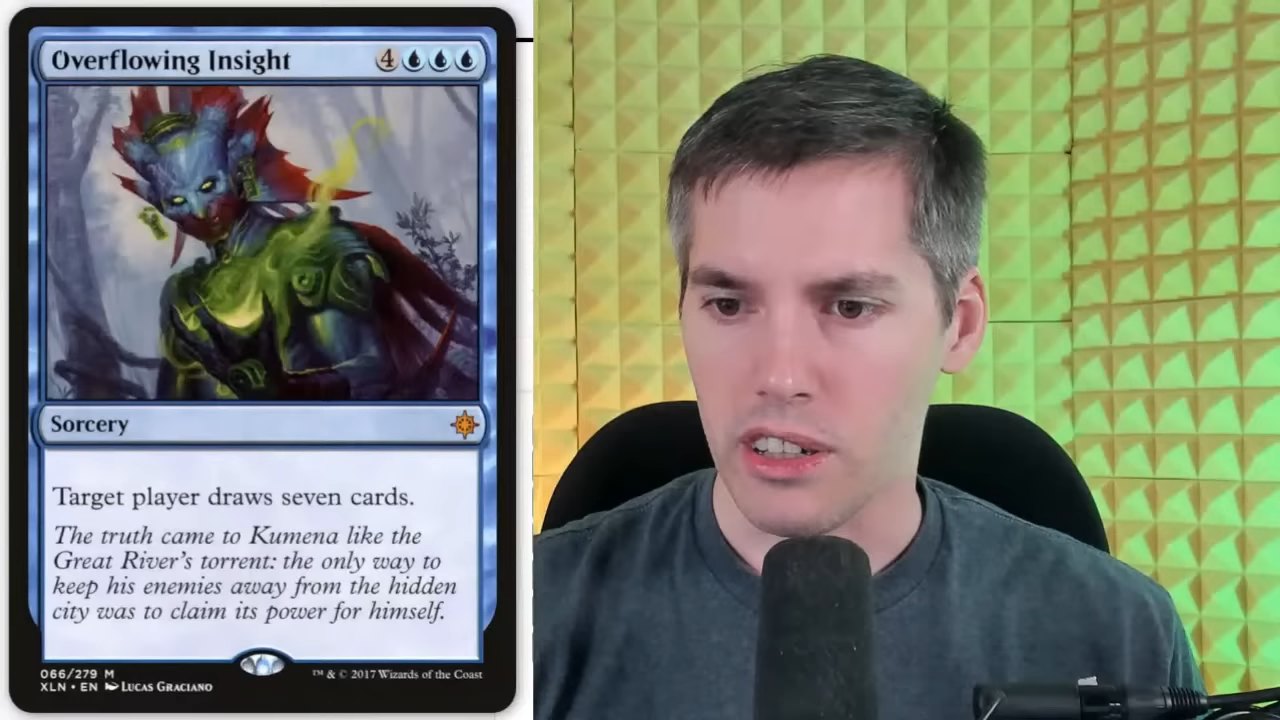 Overflowing Insight 4
Sorcery
Target player draws seven cards.
The truth came to Kumena like the
Great River's torrent: the only way to
keep his enemies away from the hidden
city was to claim its power for himself.
066/279 M
XLN • EN Lucas Graciano
™ & © 2017 Wizards of the Coast